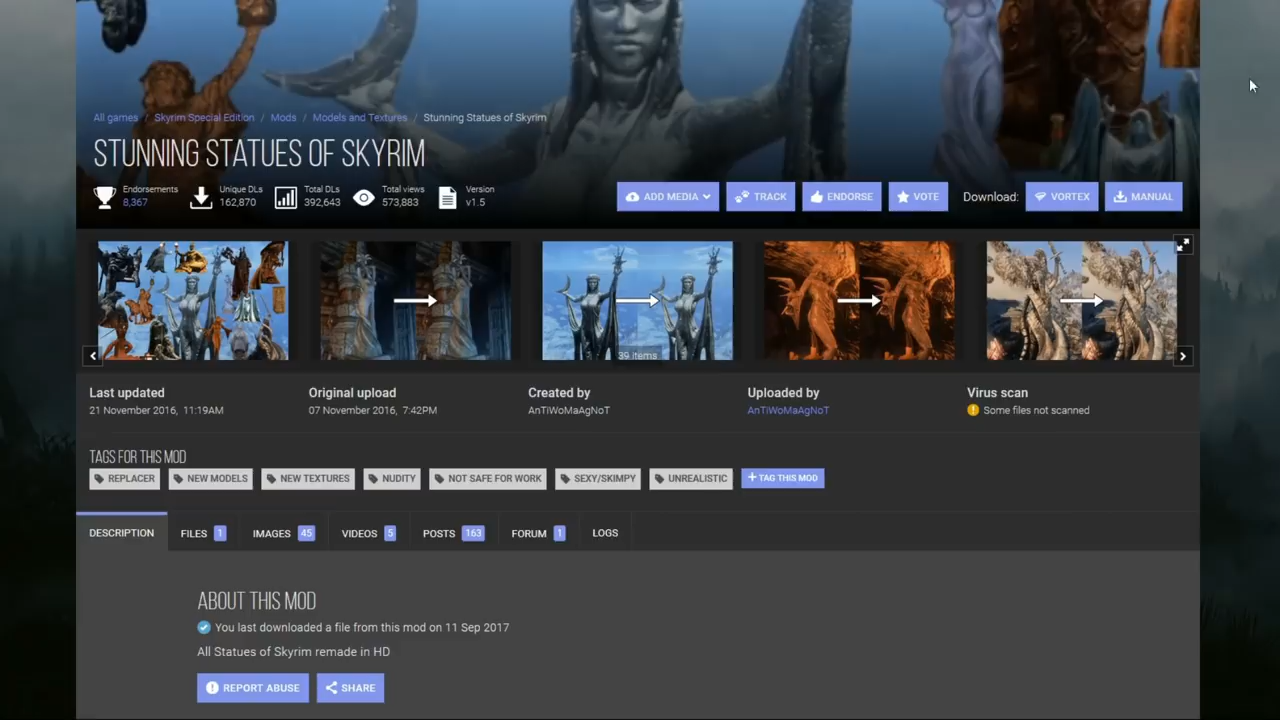 All games / Skyrim Special Edition / Mods / Models and Textures / Stunning Statues of Skyrim
STUNNING STATUES OF SKYRIM
Endorsements 8,367
Unique DLs 162,870
Total DLs 392,643
Total views 573,883
Version v1.5
ADD MEDIA
TRACK
ENDORSE
VOTE
Download:
VORTEX
MANUAL
39 items
Last updated
21 November 2016, 11:19AM
Original upload
07 November 2016, 7:42PM
Created by
AnTiWoMaAgNoT
Uploaded by
AnTiWoMaAgNoT
Virus scan
Some files not scanned
TAGS FOR THIS MOD
REPLACER
NEW MODELS
NEW TEXTURES
NUDITY
NOT SAFE FOR WORK
SEXY/SKIMPY
UNREALISTIC
+ TAG THIS MOD
DESCRIPTION
FILES 1
IMAGES 45
VIDEOS 5
POSTS 163
FORUM 1
LOGS
ABOUT THIS MOD
You last downloaded a file from this mod on 11 Sep 2017
All Statues of Skyrim remade in HD
REPORT ABUSE
SHARE